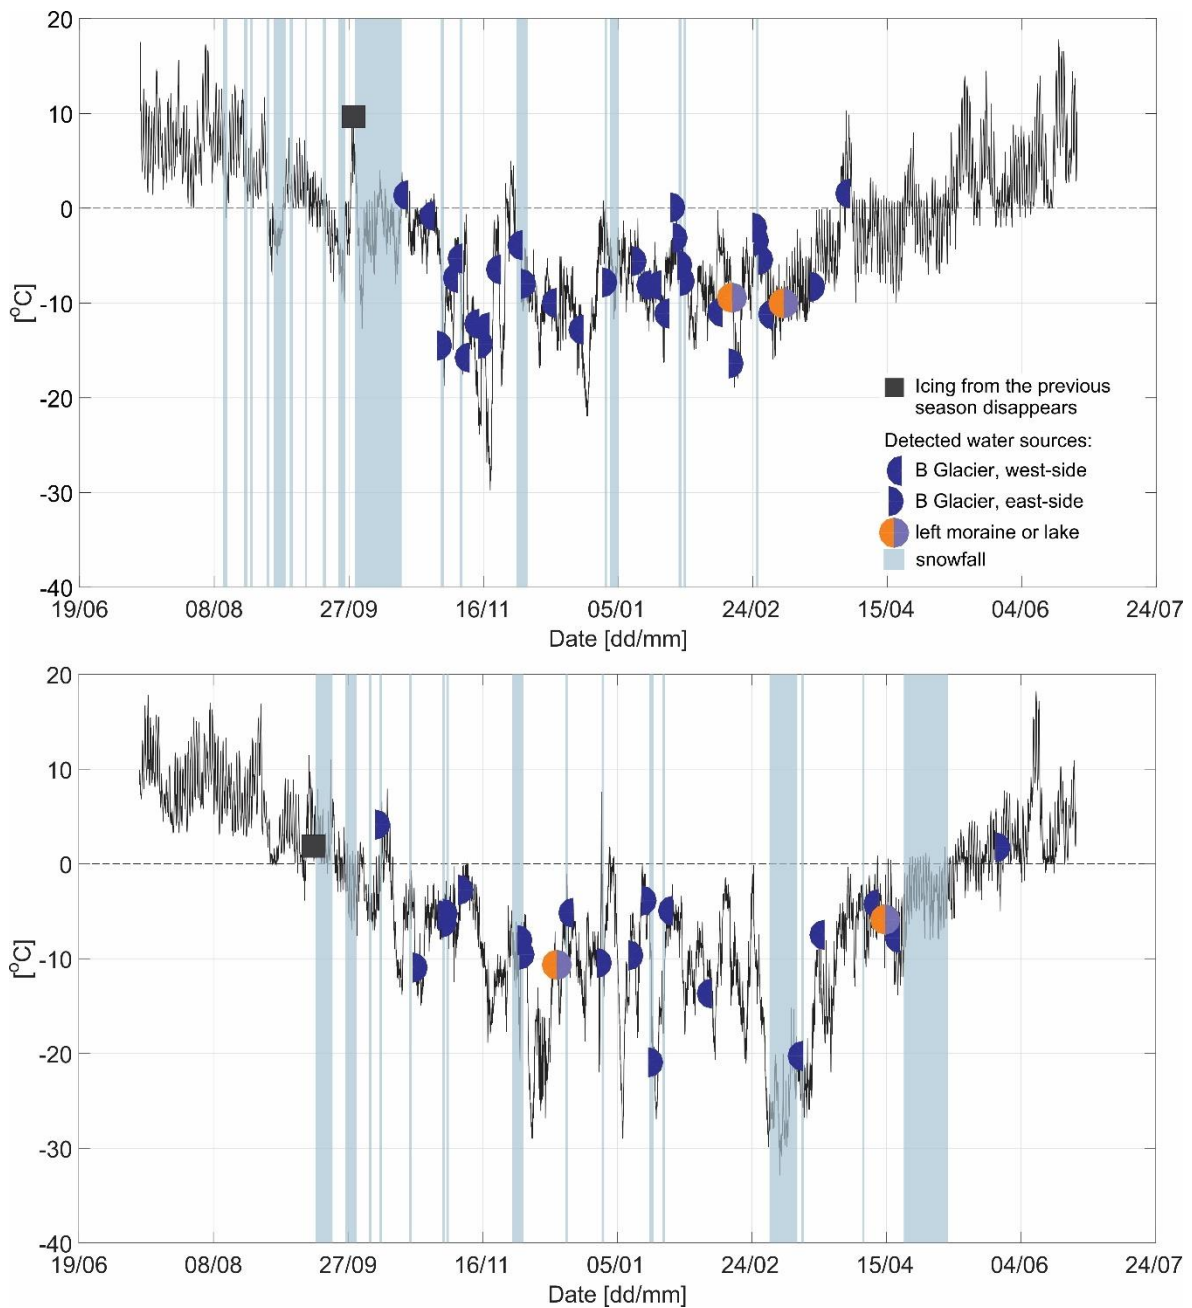 20
10
0
-10
-20
-30
-40
[°C]
19/06 08/08 27/09 16/11 05/01 24/02 15/04 04/06 24/07
Date [dd/mm]
Icing from the previous
season disappears
Detected water sources:
B Glacier, west-side
B Glacier, east-side
left moraine or lake
snowfall
20
10
0
-10
-20
-30
-40
[°C]
19/06 08/08 27/09 16/11 05/01 24/02 15/04 04/06 24/07
Date [dd/mm]